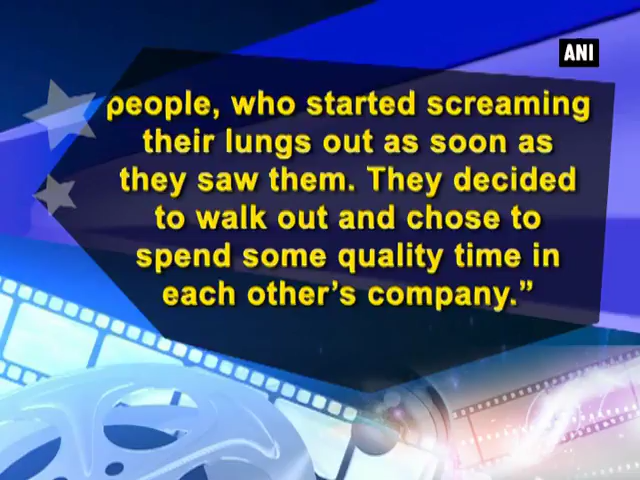 ANI
people, who started screaming
their lungs out as soon as
they saw them. They decided
to walk out and chose to
spend some quality time in
each other’s company.”